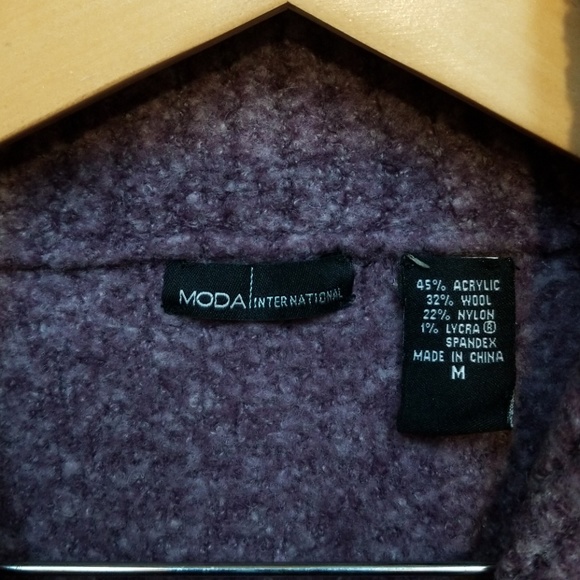 MODA INTERNATIONAL
45% ACRYLIC
32% WOOL
22% NYLON
1% LYCRA®
SPANDEX
MADE IN CHINA
M